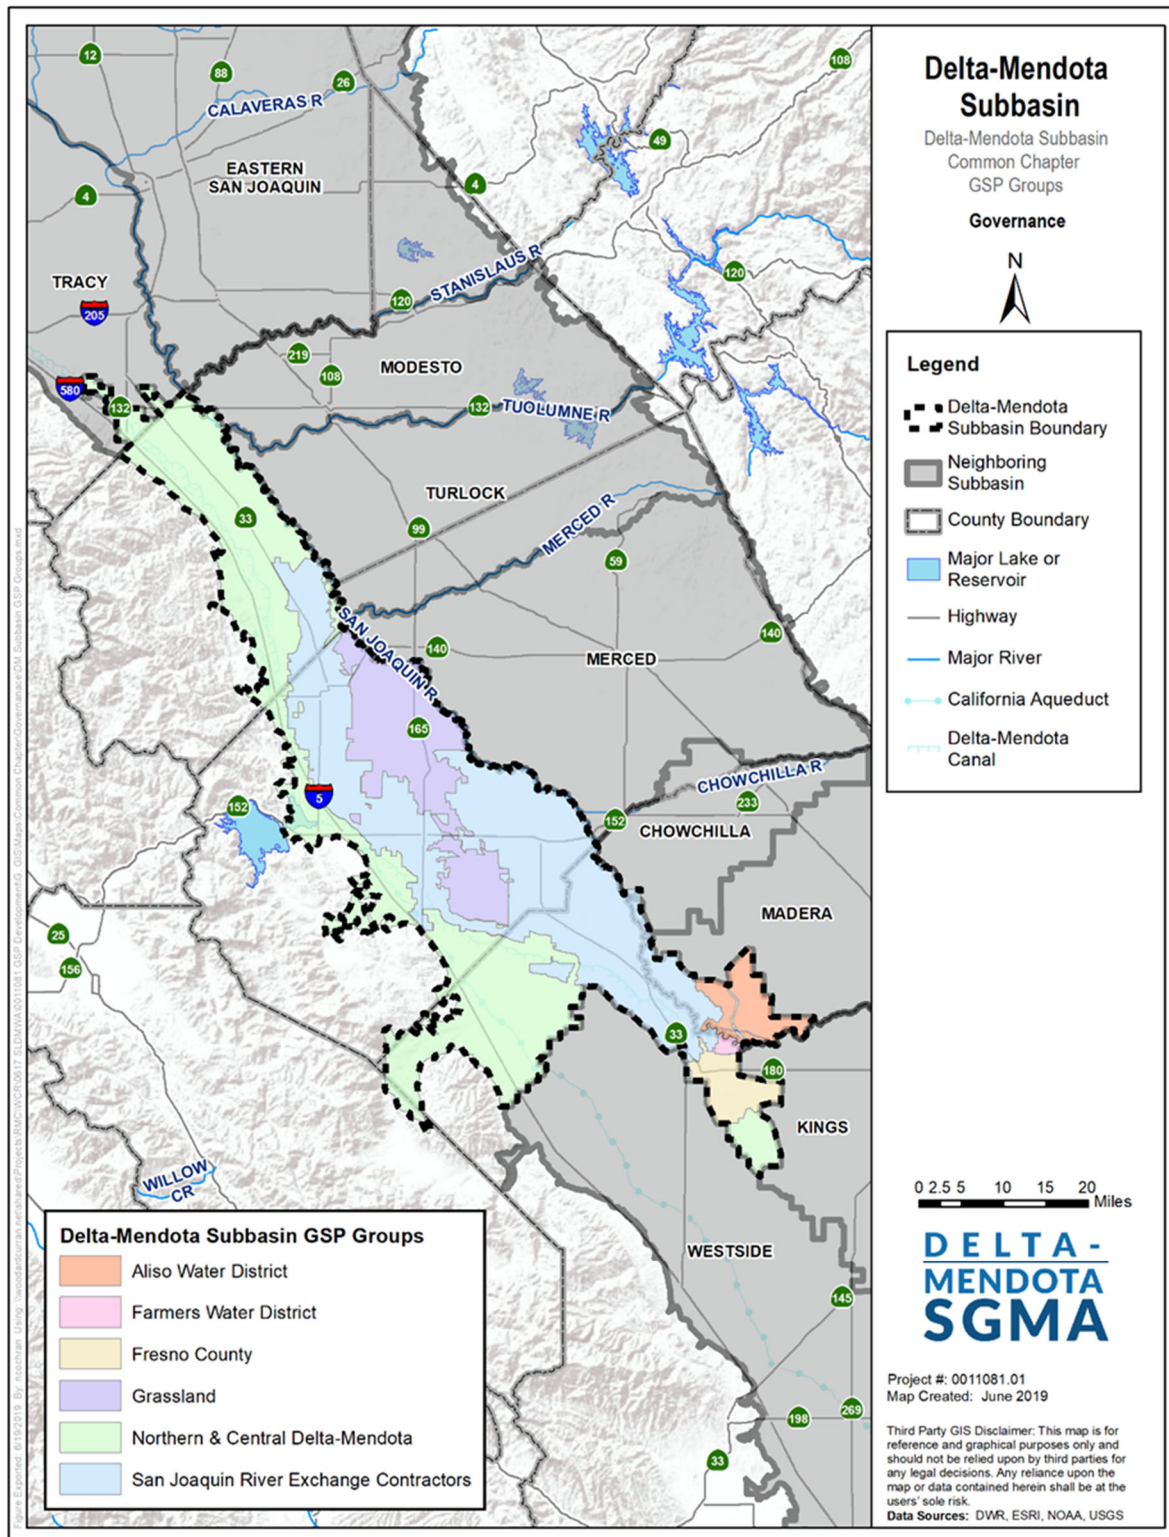 Delta-Mendota
Subbasin
Delta-Mendota Subbasin
Common Chapter
GSP Groups
Governance
N
Legend
Delta-Mendota
Subbasin Boundary
Neighboring
Subbasin
County Boundary
Major Lake or
Reservoir
Highway
Major River
California Aqueduct
Delta-Mendota
Canal
0 2.5 5 10 15 20
Miles
DELTA-
MENDOTA
SGMA
Project #: 0011081.01
Map Created: June 2019
Third Party GIS Disclaimer: This map is for
reference and graphical purposes only and
should not be relied upon by third parties for
any legal decisions. Any reliance upon the
map or data contained herein shall be at the
users' sole risk.
Data Sources: DWR, ESRI, NOAA, USGS
12
88
26
108
CALAVERAS R
49
EASTERN
SAN JOAQUIN
4
4
STANISLAUS R
120
TRACY
205
120
219
MODESTO
108
580
132
132
TUOLUMNE R
TURLOCK
33
99
MERCED R
59
SAN JOAQUIN R
140
140
MERCED
165
CHOWCHILLA R
5
152
233
152
CHOWCHILLA
MADERA
25
156
33
180
KINGS
WILLOW
CR
WESTSIDE
145
198
269
33
Delta-Mendota Subbasin GSP Groups
Aliso Water District
Farmers Water District
Fresno County
Grassland
Northern & Central Delta-Mendota
San Joaquin River Exchange Contractors
Figure Exported: 6/19/2019 By: ncochran Using: